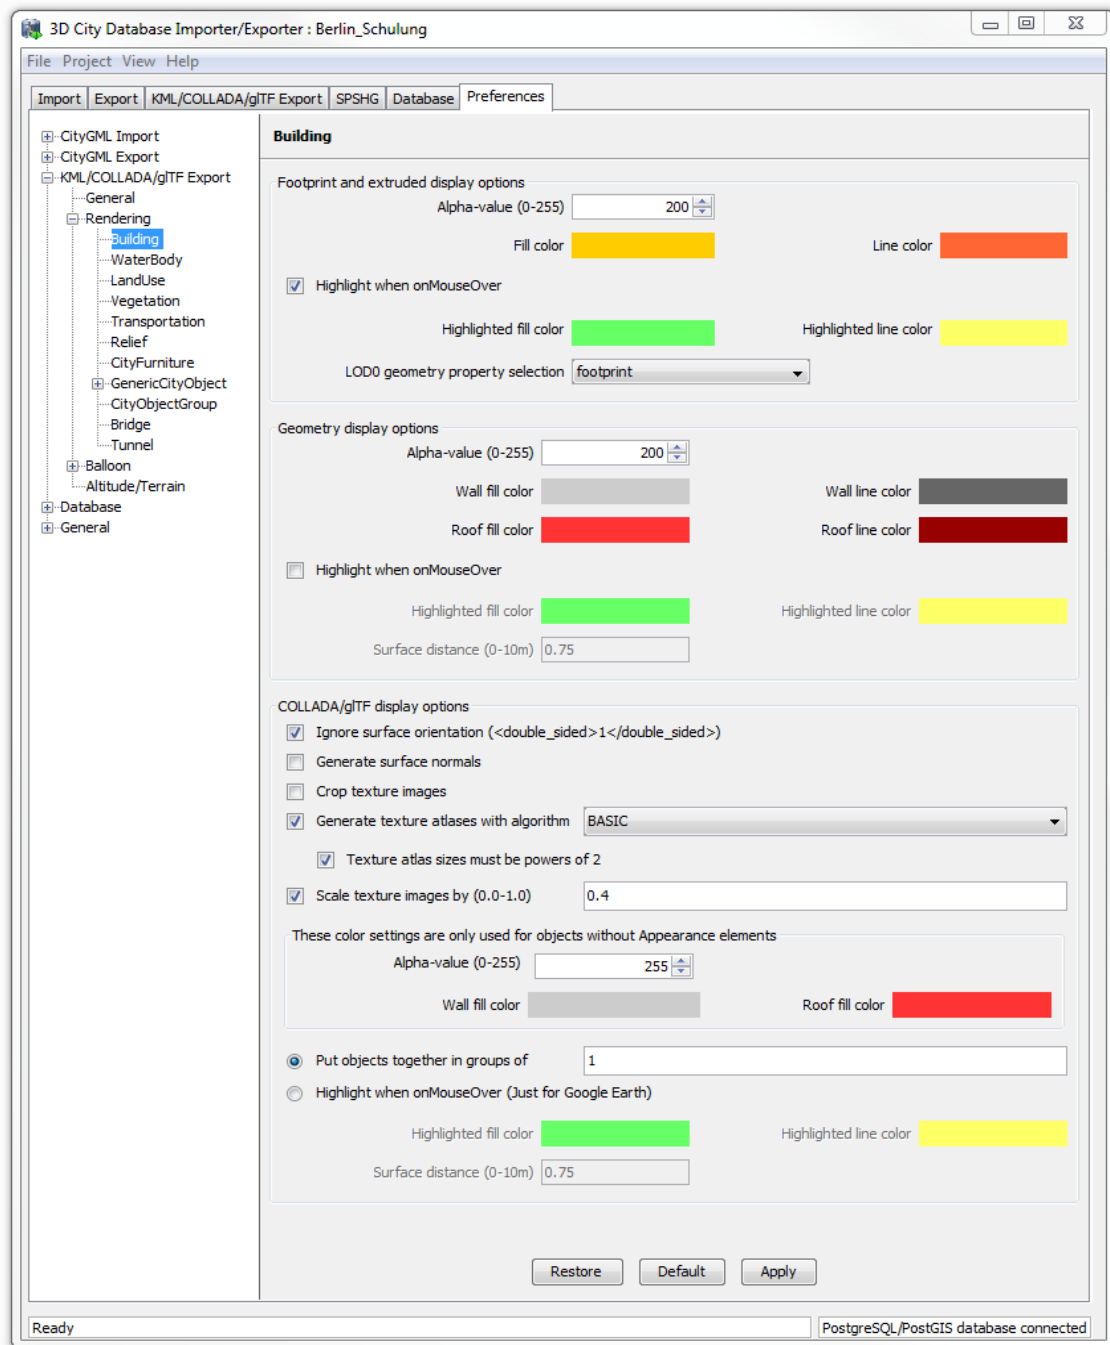 3D City Database Importer/Exporter : Berlin_Schulung
File Project View Help
Import Export KML/COLLADA/glTF Export SPSHG Database Preferences
CityGML Import
CityGML Export
KML/COLLADA/glTF Export
General
Rendering
Building
WaterBody
LandUse
Vegetation
Transportation
Relief
CityFurniture
GenericCityObject
CityObjectGroup
Bridge
Tunnel
Balloon
Altitude/Terrain
Database
General
Building
Footprint and extruded display options
Alpha-value (0-255) 200
Fill color Line color
Highlight when onMouseOver
Highlighted fill color Highlighted line color
LOD0 geometry property selection footprint
Geometry display options
Alpha-value (0-255) 200
Wall fill color Wall line color
Roof fill color Roof line color
Highlight when onMouseOver
Highlighted fill color Highlighted line color
Surface distance (0-10m) 0.75
COLLADA/glTF display options
Ignore surface orientation (<double_sided>1</double_sided>)
Generate surface normals
Crop texture images
Generate texture atlases with algorithm BASIC
Texture atlas sizes must be powers of 2
Scale texture images by (0.0-1.0) 0.4
These color settings are only used for objects without Appearance elements
Alpha-value (0-255) 255
Wall fill color Roof fill color
Put objects together in groups of 1
Highlight when onMouseOver (Just for Google Earth)
Highlighted fill color Highlighted line color
Surface distance (0-10m) 0.75
Restore Default Apply
Ready PostgreSQL/PostGIS database connected